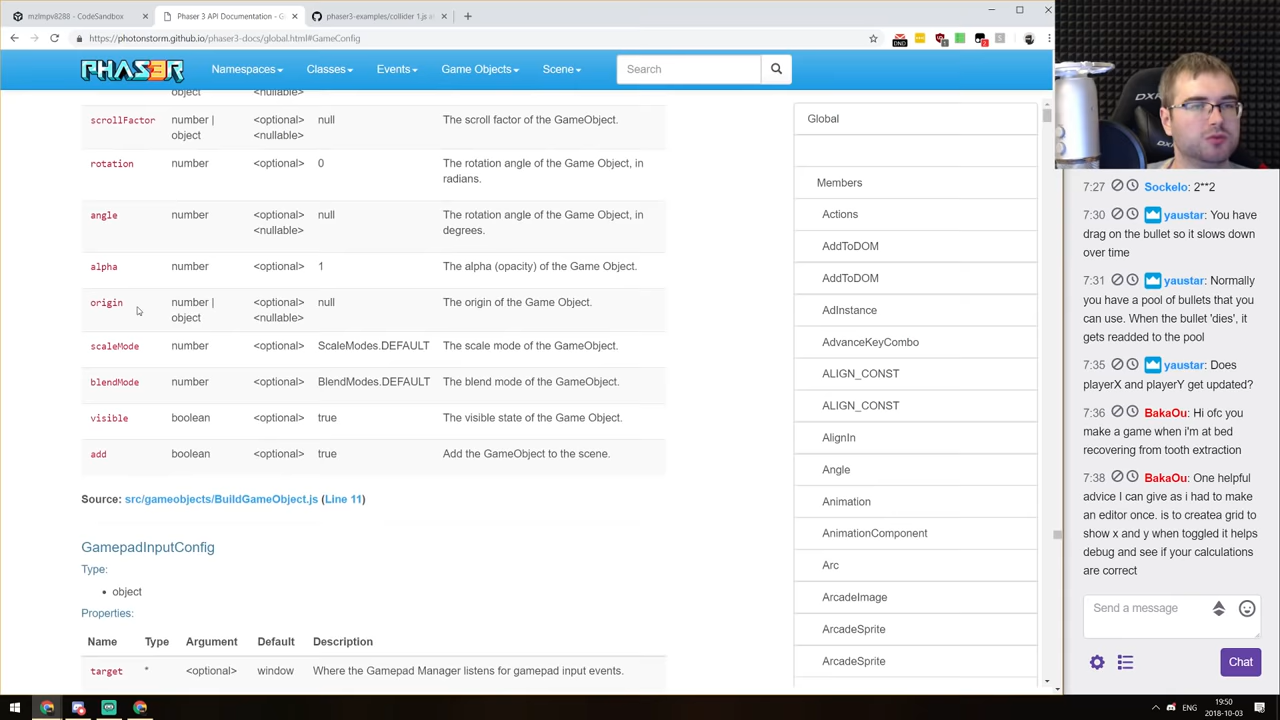 mzlmpv8288 - CodeSandbox
Phaser 3 API Documentation - G
phaser3-examples/collider 1.js a
https://photonstorm.github.io/phaser3-docs/global.html#GameConfig
PHAS3R
Namespaces
Classes
Events
Game Objects
Scene
Search
object <nullable>
scrollFactor number | <optional> null The scroll factor of the GameObject.
object <nullable>
rotation number <optional> 0 The rotation angle of the Game Object, in
radians.
angle number <optional> null The rotation angle of the Game Object, in
<nullable> degrees.
alpha number <optional> 1 The alpha (opacity) of the Game Object.
origin number | <optional> null The origin of the Game Object.
object <nullable>
scaleMode number <optional> ScaleModes.DEFAULT The scale mode of the GameObject.
blendMode number <optional> BlendModes.DEFAULT The blend mode of the GameObject.
visible boolean <optional> true The visible state of the Game Object.
add boolean <optional> true Add the GameObject to the scene.
Source: src/gameobjects/BuildGameObject.js (Line 11)
GamepadInputConfig
Type:
• object
Properties:
Name Type Argument Default Description
target * <optional> window Where the Gamepad Manager listens for gamepad input events.
Global
Members
Actions
AddToDOM
AddToDOM
AdInstance
AdvanceKeyCombo
ALIGN_CONST
ALIGN_CONST
AlignIn
Angle
Animation
AnimationComponent
Arc
ArcadeImage
ArcadeSprite
ArcadeSprite
7:27 Sockelo: 2**2
7:30 yaustar: You have
drag on the bullet so it slows down
over time
7:31 yaustar: Normally
you have a pool of bullets that you
can use. When the bullet 'dies', it
gets readded to the pool
7:35 yaustar: Does
playerX and playerY get updated?
7:36 BakaOu: Hi ofc you
make a game when i'm at bed
recovering from tooth extraction
7:38 BakaOu: One helpful
advice I can give as i had to make
an editor once. is to createa grid to
show x and y when toggled it helps
debug and see if your calculations
are correct
Send a message
Chat
ENG
19:50
2018-10-03